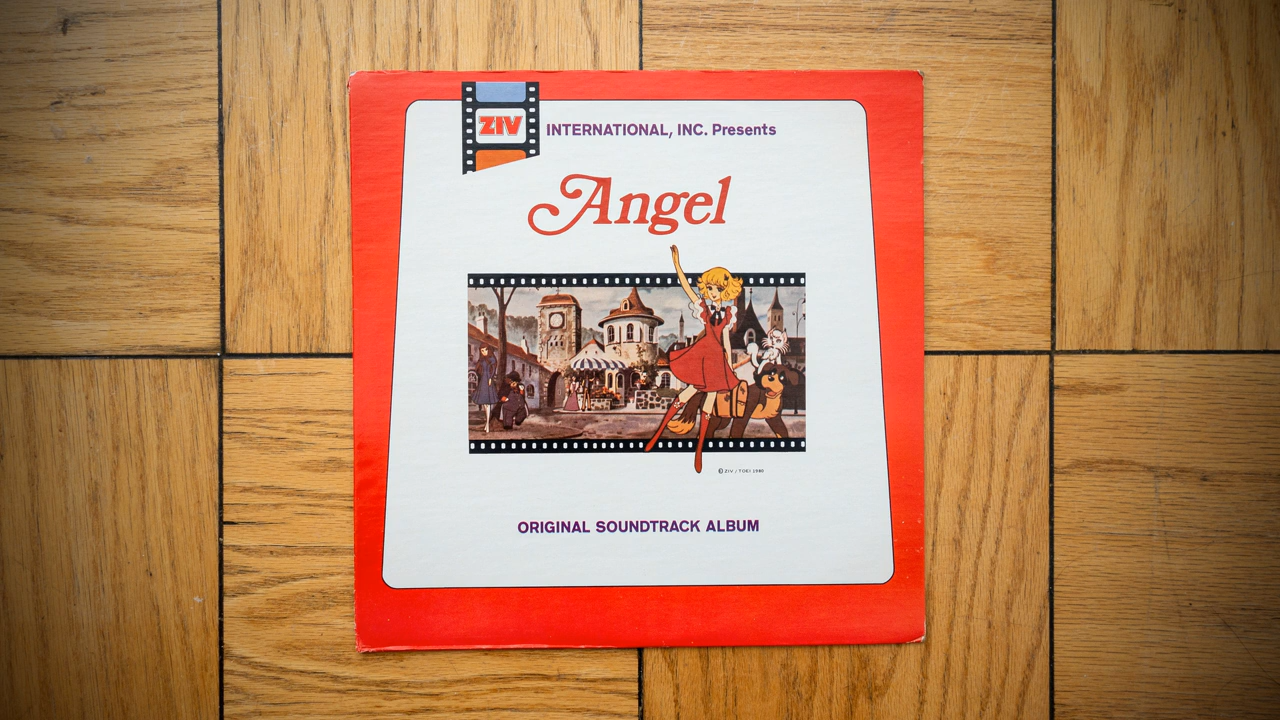 ZIV
INTERNATIONAL, INC. Presents
Angel
© ZIV / TOEI 1980
ORIGINAL SOUNDTRACK ALBUM